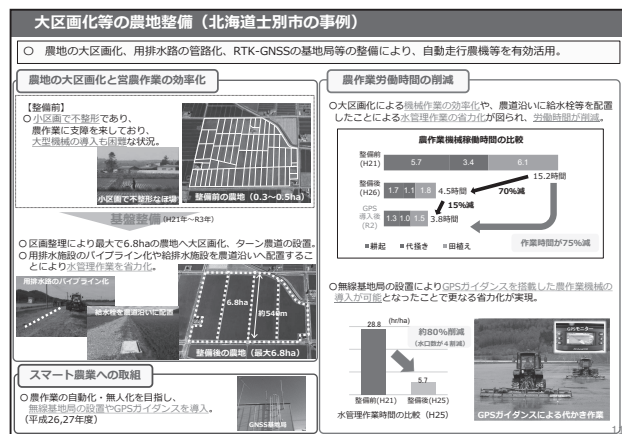 大区画化等の農地整備（北海道士別市の事例）
○ 農地の大区画化、用排水路の管路化、RTK-GNSSの基地局等の整備により、自動走行農機等を有効活用。
農地の大区画化と営農作業の効率化
【整備前】
○小区画で不整形であり、
農作業に支障を来しており、
大型機械の導入も困難な状況。
小区画で不整形なほ場
整備前の農地（0.3～0.5ha）
基盤整備（H21年～R3年）
○区画整理により最大で6.8haの農地へ大区画化、ターン農道の設置。
○用排水施設のパイプライン化や給排水施設を農道沿いへ配置するこ
とにより水管理作業を省力化。
用排水路のパイプライン化
給水栓を農道沿いに配置
6.8ha
約540m
整備後の農地（最大6.8ha）
スマート農業への取組
○農作業の自動化・無人化を目指し、
無線基地局の設置やGPSガイダンスを導入。
（平成26,27年度）
GNSS基地局
農作業労働時間の削減
○大区画化による機械作業の効率化や、農道沿いに給水栓等を配置
したことによる水管理作業の省力化が図られ、労働時間が削減。
農作業機械稼働時間の比較
整備前
(H21)
5.7 3.4 6.1
15.2時間
整備後
(H26)
1.7 1.1 1.8 4.5時間
70%減
15%減
GPS
導入後
(R2)
1.3 1.0 1.5 3.8時間
■耕起 ■代掻き ■田植え
作業時間が75%減
○無線基地局の設置によりGPSガイダンスを搭載した農作業機械の
導入が可能となったことで更なる省力化が実現。
(hr/ha)
28.8
約80%削減
（水口数が４割減）
5.7
整備前(H21) 整備後(H25)
水管理作業時間の比較（H25）
GPSモニター
GPSガイダンスによる代かき作業